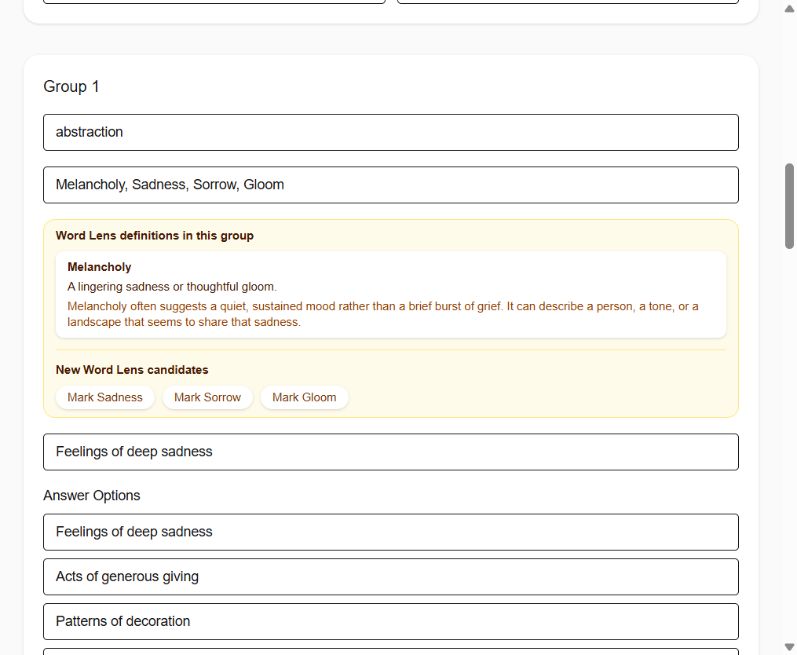 Group 1
abstraction
Melancholy, Sadness, Sorrow, Gloom
Word Lens definitions in this group
Melancholy
A lingering sadness or thoughtful gloom.
Melancholy often suggests a quiet, sustained mood rather than a brief burst of grief. It can describe a person, a tone, or a
landscape that seems to share that sadness.
New Word Lens candidates
Mark Sadness Mark Sorrow Mark Gloom
Feelings of deep sadness
Answer Options
Feelings of deep sadness
Acts of generous giving
Patterns of decoration